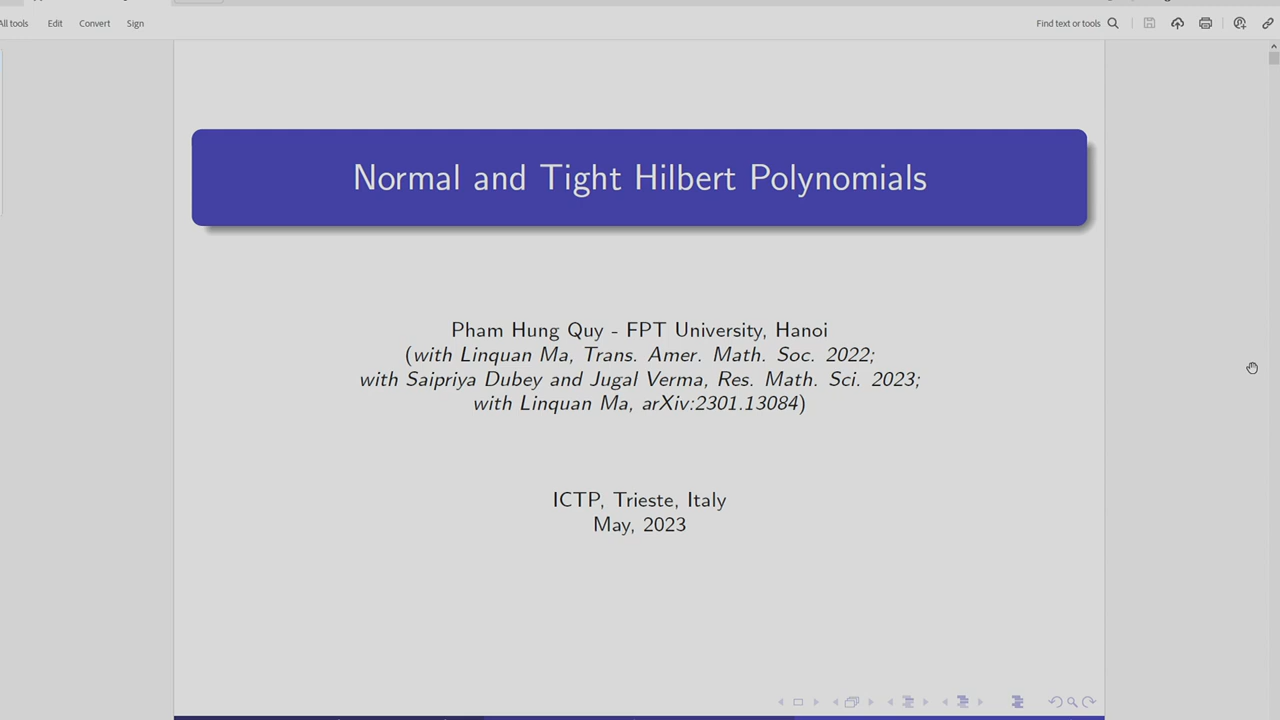 All tools Edit Convert Sign Find text or tools
Normal and Tight Hilbert Polynomials
Pham Hung Quy - FPT University, Hanoi
(with Linquan Ma, Trans. Amer. Math. Soc. 2022;
with Saipriya Dubey and Jugal Verma, Res. Math. Sci. 2023;
with Linquan Ma, arXiv:2301.13084)
ICTP, Trieste, Italy
May, 2023